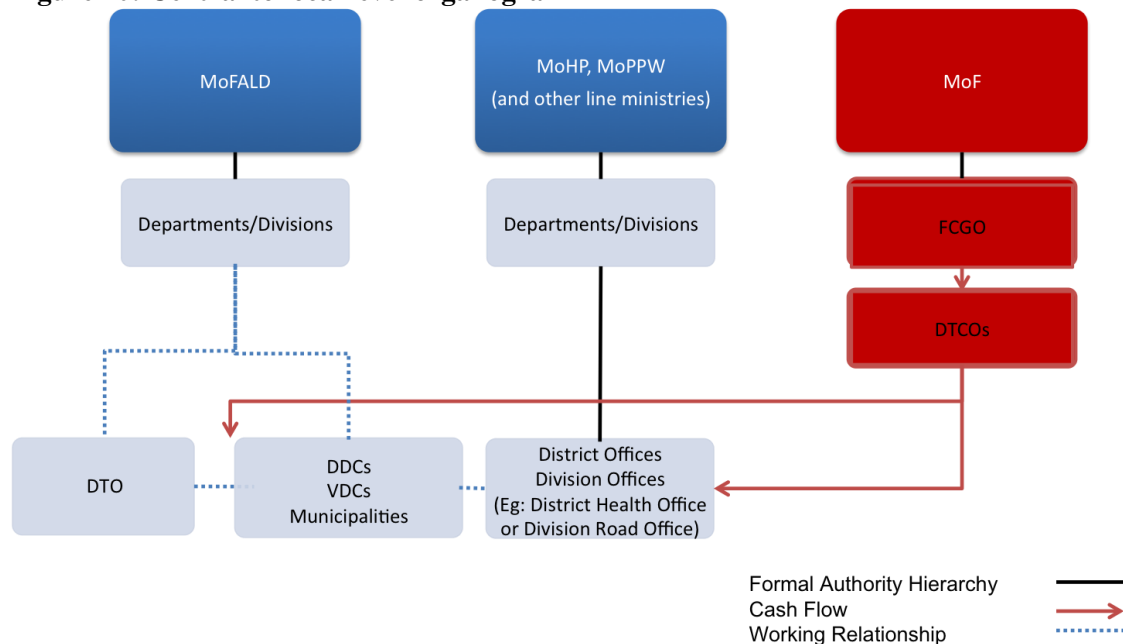 MoFALD
MoHP, MoPPW
(and other line ministries)
MoF
Departments/Divisions
Departments/Divisions
FCGO
DTCOs
DTO
DDCs
VDCs
Municipalities
District Offices
Division Offices
(Eg: District Health Office
or Division Road Office)
Formal Authority Hierarchy
Cash Flow
Working Relationship